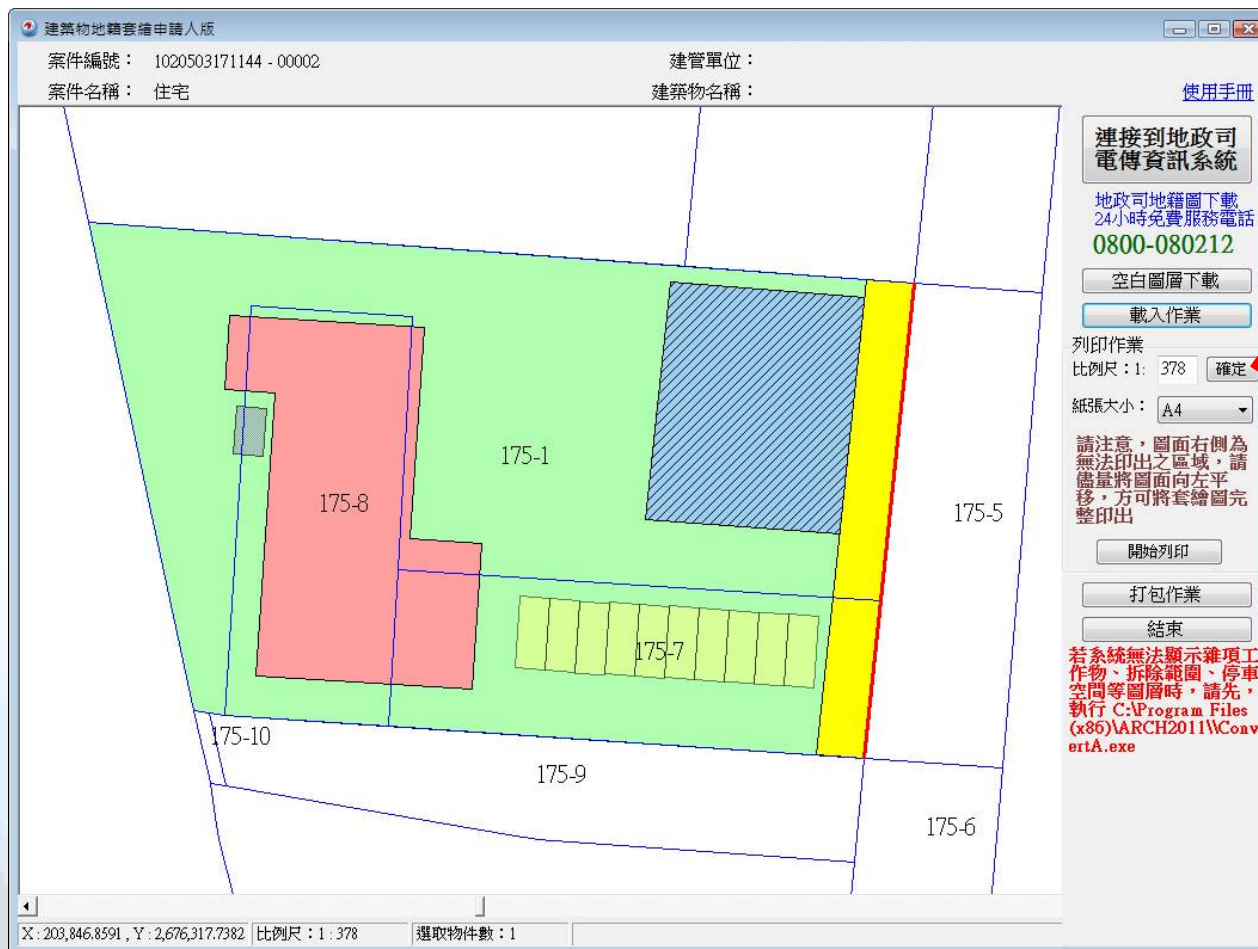 建築物地籍套繪申請人版
案件編號： 1020503171144 - 00002
建管單位：
案件名稱： 住宅
建築物名稱：
使用手冊
連接到地政司
電傳資訊系統
地政司地籍圖下載
24小時免費服務電話
0800-080212
空白圖層下載
載入作業
列印作業
比例尺：1: 378 確定
紙張大小： A4
請注意，圖面右側為
無法印出之區域，請
儘量將圖面向左平
移，方可將套繪圖完
整印出
開始列印
打包作業
結束
若系統無法顯示雜項工
作物、拆除範圍、停車
空間等圖層時，請先，
執行 C:\Program Files
(x86)\ARCH2011\\Conv
ertA.exe
175-1
175-8
175-5
175-7
175-10
175-9
175-6
X : 203,846.8591 , Y : 2,676,317.7382 比例尺：1 : 378 選取物件數：1